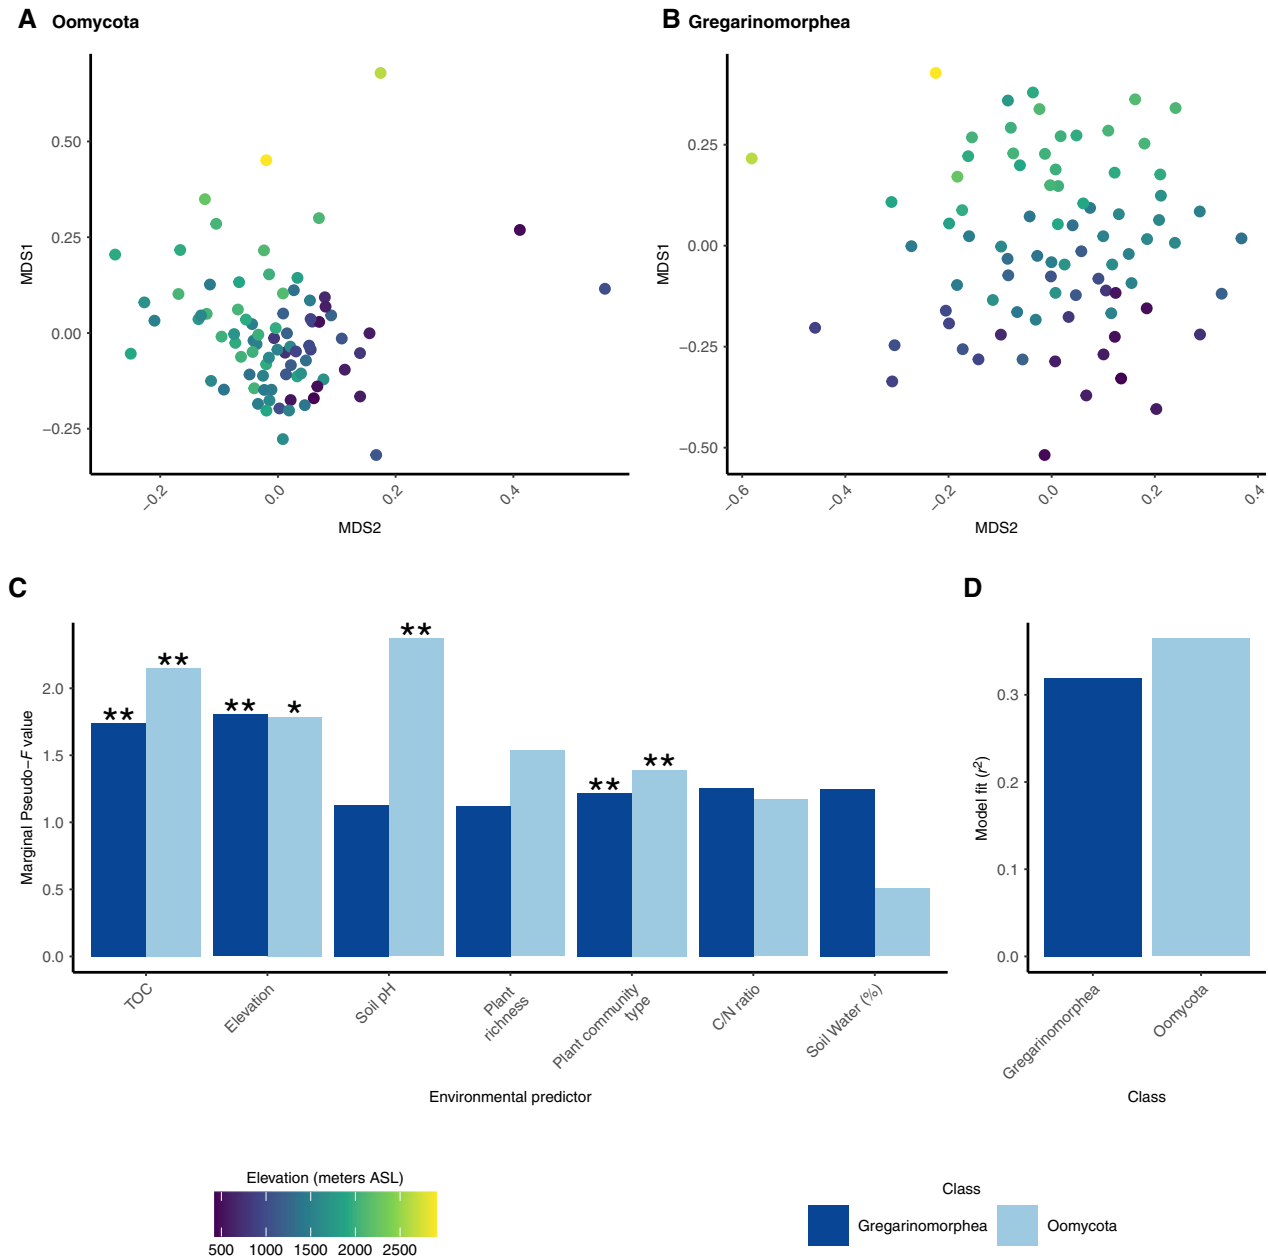 A Oomycota
B Gregarinomorphea
0.50
0.25
0.00
−0.25
MDS1
−0.2
0.0
0.2
0.4
MDS2
0.25
0.00
−0.25
−0.50
MDS1
−0.6
−0.4
−0.2
0.0
0.2
0.4
MDS2
C
2.0
1.5
1.0
0.5
0.0
Marginal Pseudo−F value
**
**
**
*
**
**
**
TOC
Elevation
Soil pH
Plant
richness
Plant community
type
C/N ratio
Soil Water (%)
Environmental predictor
D
0.3
0.2
0.1
0.0
Model fit (r²)
Gregarinomorphea
Oomycota
Class
Elevation (meters ASL)
500 1000 1500 2000 2500
Class
Gregarinomorphea
Oomycota